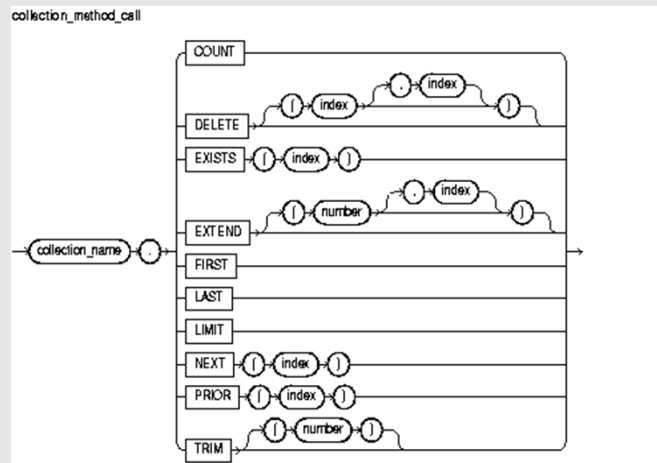 collection_method_call
COUNT
( index , index )
DELETE
EXISTS ( index )
( number , index )
EXTEND
collection_name .
FIRST
LAST
LIMIT
NEXT ( index )
PRIOR ( index )
( number )
TRIM